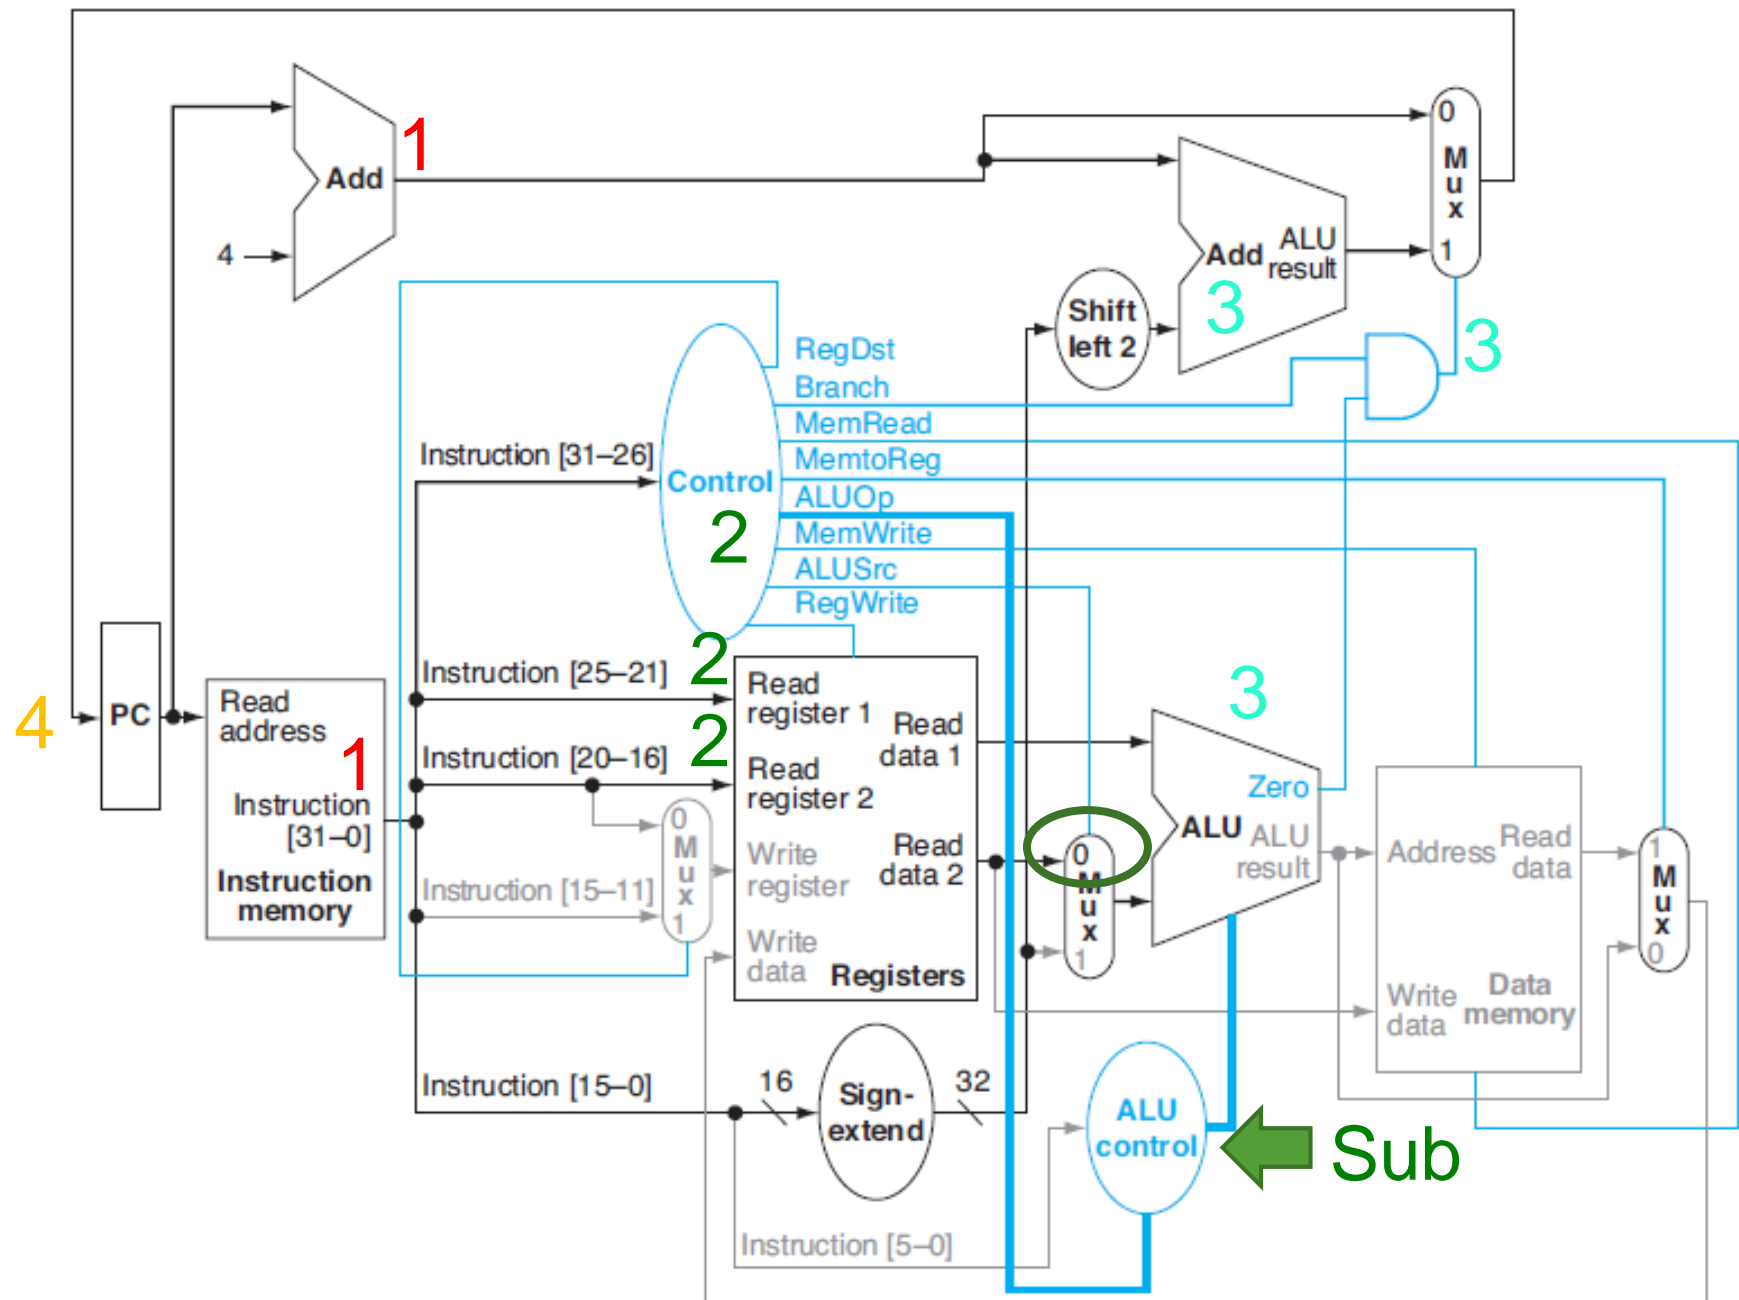 1
Add
4
0
M
u
x
1
Add
ALU
result
3
Shift
left 2
3
RegDst
Branch
MemRead
MemtoReg
ALUOp
MemWrite
ALUSrc
RegWrite
Instruction [31–26]
Control
2
4
PC
Read
address
1
Instruction
[31–0]
Instruction
memory
Instruction [25–21]
2
Instruction [20–16]
2
Instruction [15–11]
0
M
u
x
1
Read
register 1
Read
register 2
Write
register
Write
data
Read
data 1
Read
data 2
Registers
0
M
u
x
1
3
Zero
ALU
ALU
result
Address
Read
data
Write
data
Data
memory
1
M
u
x
0
Instruction [15–0]
16
Sign-
extend
32
ALU
control
Sub
Instruction [5–0]